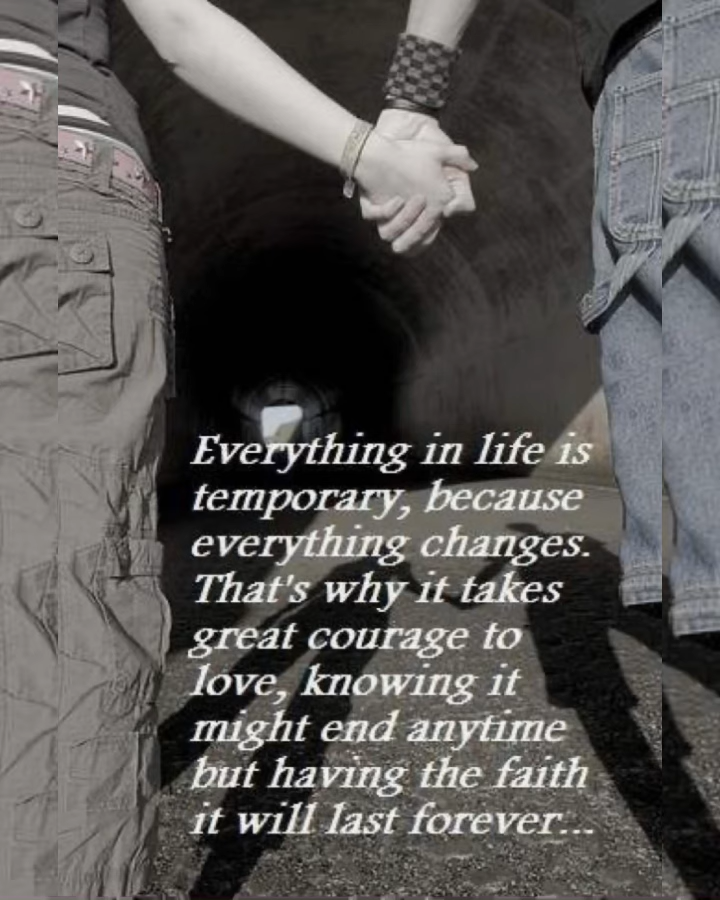 Everything in life is
temporary, because
everything changes.
That's why it takes
great courage to
love, knowing it
might end anytime
but having the faith
it will last forever...